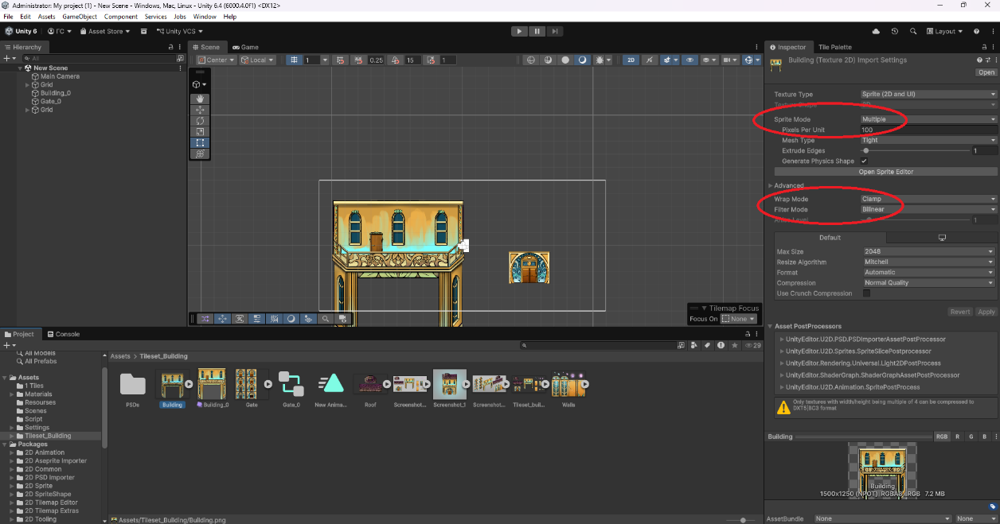 Administrator: My project (1) - New Scene - Windows, Mac, Linux - Unity 6.4 (6000.4.0f1) <DX12>
File Edit Assets GameObject Component Services Jobs Window Help
Unity 6 FC Asset Store Unity VCS Layout
Hierarchy
All
New Scene
Main Camera
Grid
Building_0
Gate_0
Grid
Scene Game
Center Local 1 0.25 15 1 2D
Tilemap Focus
Focus On None
Inspector Tile Palette
Building (Texture 2D) Import Settings
Open
Texture Type Sprite (2D and UI)
Texture Shape 2D
Sprite Mode Multiple
Pixels Per Unit 100
Mesh Type Tight
Extrude Edges 1
Generate Physics Shape
Open Sprite Editor
Advanced
Wrap Mode Clamp
Filter Mode Bilinear
Aniso Level 1
Default
Max Size 2048
Resize Algorithm Mitchell
Format Automatic
Compression Normal Quality
Use Crunch Compression
Revert Apply
Asset PostProcessors
UnityEditor.U2D.PSD.PSDImporterAssetPostProcessor
UnityEditor.U2D.Sprites.SpriteSlicePostprocessor
UnityEditor.Rendering.Universal.Light2DPostProcess
UnityEditor.ShaderGraph.ShaderGraphAssetPostProcessor
UnityEditor.U2D.Animation.SpritePostProcess
Only textures with width/height being multiple of 4 can be compressed to
DXT5|BC3 format
Building RGB R G B
Building
1500x1250 (NPOT) RGBA8 sRGB 7.2 MB
AssetBundle None None
Project Console
29
All Models
All Prefabs
Assets
1 Tiles
Materials
Resourses
Scenes
Script
Settings
Tileset_Building
Packages
2D Animation
2D Aseprite Importer
2D Common
2D PSD Importer
2D Sprite
2D SpriteShape
2D Tilemap Editor
2D Tilemap Extras
2D Tooling
Assets > Tileset_Building
PSDs Building Building_0 Gate Gate_0 New Anima... Roof Screenshot... Screenshot_1 Screenshot... Tileset_buil... Walls
Assets/Tileset_Building/Building.png